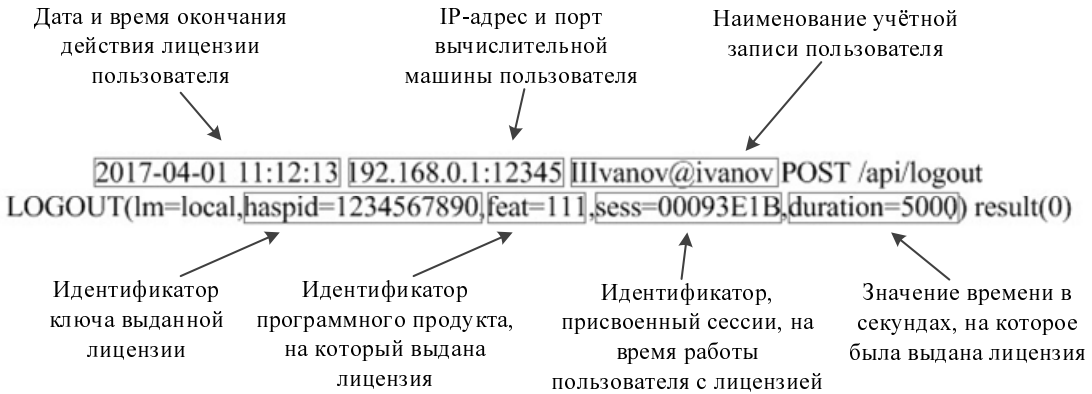 Дата и время окончания
действия лицензии
пользователя
IP-адрес и порт
вычислительной
машины пользователя
Наименование учётной
записи пользователя
2017-04-01 11:12:13 192.168.0.1:12345 IIIvanov@ivanov POST /api/logout
LOGOUT(lm=local,haspid=1234567890,feat=111,sess=00093E1B,duration=5000) result(0)
Идентификатор
ключа выданной
лицензии
Идентификатор
программного продукта,
на который выдана
лицензия
Идентификатор,
присвоенный сессии, на
время работы
пользователя с лицензией
Значение времени в
секундах, на которое
была выдана лицензия